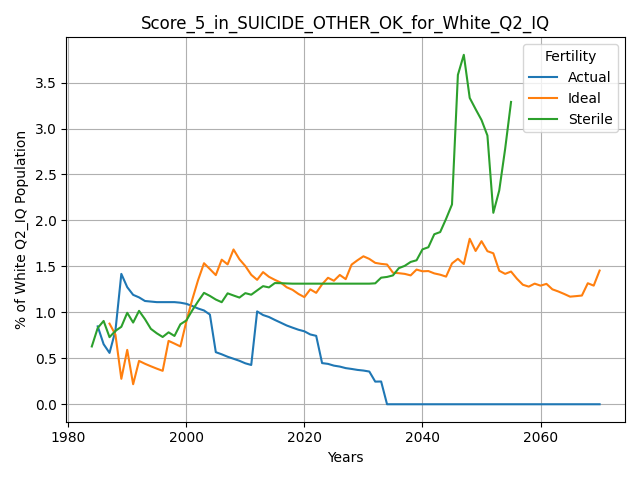 Score_5_in_SUICIDE_OTHER_OK_for_White_Q2_IQ
Fertility
Actual
Ideal
Sterile
% of White Q2_IQ Population
3.5
3.0
2.5
2.0
1.5
1.0
0.5
0.0
1980 2000 2020 2040 2060
Years